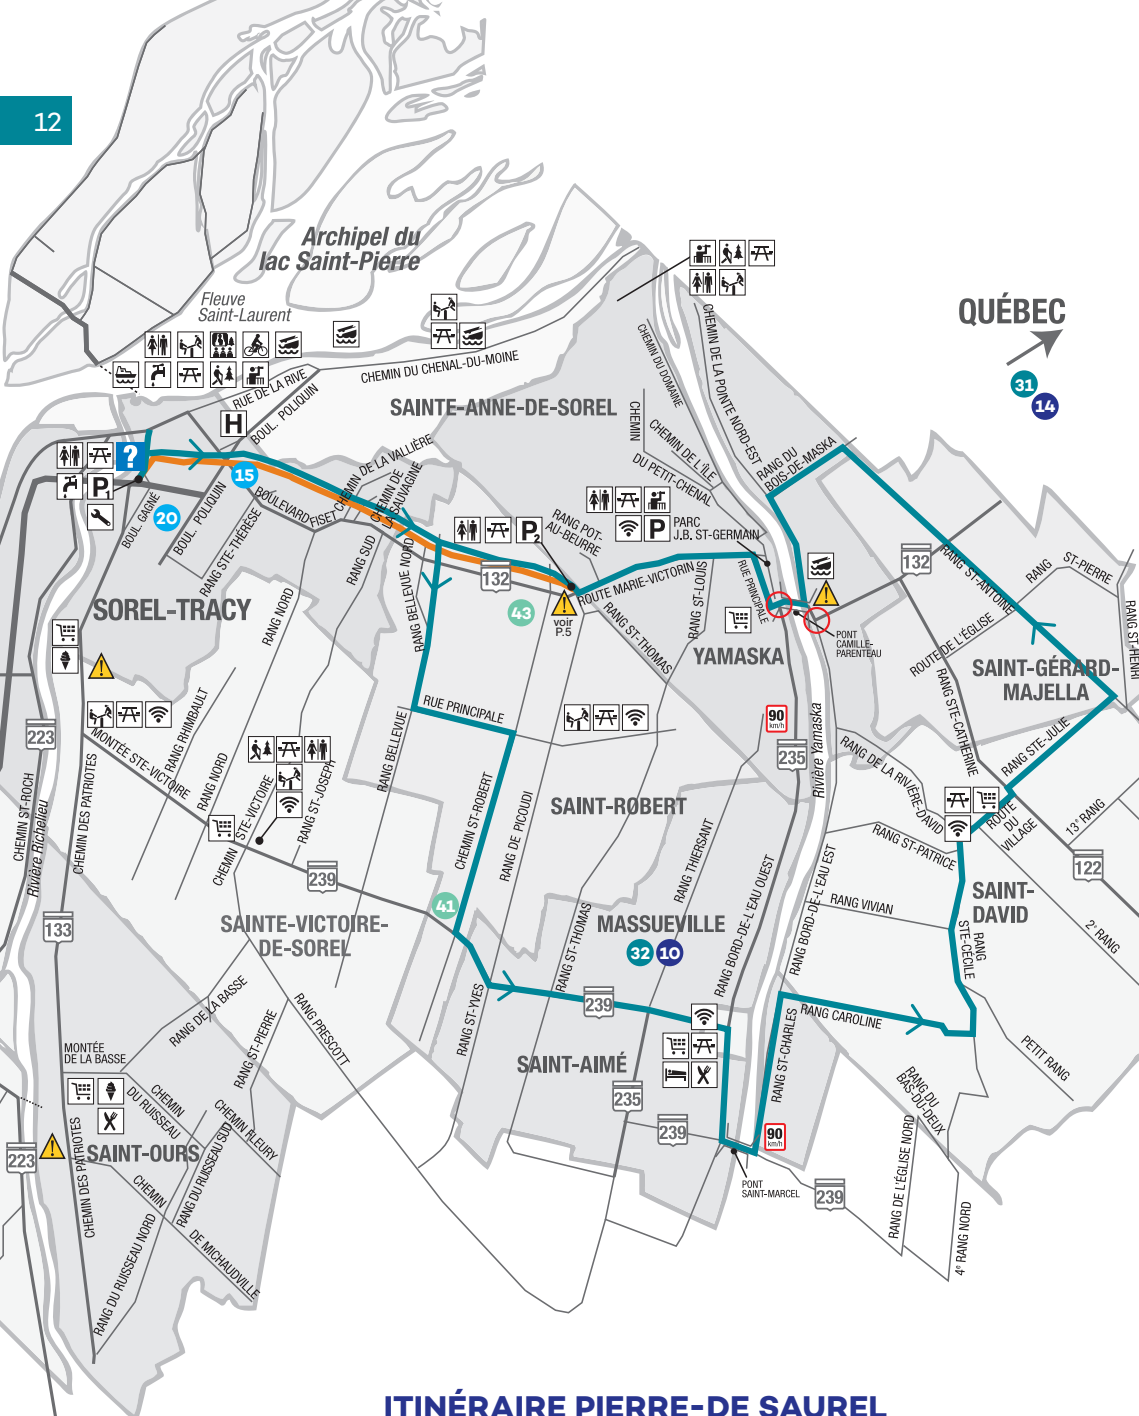 12
Archipel du
lac Saint-Pierre
Fleuve
Saint-Laurent
QUÉBEC
31
14
CHEMIN DU CHENAL-DU-MOINE
RUE DE LA RIVE
BOUL. POLIQUIN
H
SAINTE-ANNE-DE-SOREL
CHEMIN DU DOMAINE
CHEMIN DE LA POINTE NORD-EST
CHEMIN
DU PETIT-CHENAL
CHEMIN DE L'ÎLE
RANG DU
BOIS-DE-MASKA
?
P1
15
20
BOUL. GAGNÉ
BOUL. POLIQUIN
RANG STE-THÉRÈSE
BOULEVARD
FISET
CHEMIN DE LA VALLIÈRE
CHEMIN DE
LA SAUVAGINE
RANG SUD
RANG NORD
RANG BELLEVUE NORD
P2
RANG POT-
AU-BEURRE
P
PARC
J.B. ST-GERMAIN
132
43
voir
P.5
ROUTE MARIE-VICTORIN
RANG ST-THOMAS
RANG ST-LOUIS
RUE PRINCIPALE
PONT
CAMILLE-
PARENTEAU
132
RANG ST-ANTOINE
RANG
ST-PIERRE
RANG ST-HENRI
ROUTE DE L'ÉGLISE
RANG STE-CATHERINE
SAINT-GÉRARD-
MAJELLA
SOREL-TRACY
YAMASKA
223
MONTÉE STE-VICTOIRE
RANG RHIMBAULT
RANG NORD
RUE PRINCIPALE
RANG BELLEVUE
90
km/h
235
Rivière Yamaska
RANG DE LA RIVIÈRE-DAVID
RANG STE-JULIE
CHEMIN ST-ROCH
Rivière Richelieu
CHEMIN DES PATRIOTES
CHEMIN
STE-VICTOIRE
RANG ST-JOSEPH
239
CHEMIN ST-ROBERT
RANG DE PICOUDI
SAINT-RØBERT
RANG THIERSANT
ROUTE
DU
VILLAGE
13e RANG
122
RANG ST-PATRICE
RANG VIVIAN
SAINT-
DAVID
2e RANG
41
133
SAINTE-VICTOIRE-
DE-SOREL
RANG ST-THOMAS
MASSUEVILLE
32
10
RANG BORD-DE-L'EAU OUEST
RANG BORD-DE-L'EAU EST
RANG
STE-CÉCILE
RANG DE LA BASSE
RANG ST-PIERRE
RANG PRESCOTT
RANG ST-YVES
239
RANG CAROLINE
PETIT RANG
MONTÉE
DE LA BASSE
SAINT-AIMÉ
RANG ST-CHARLES
RANG DU
BAS-DU-DEUX
235
239
CHEMIN
DU RUISSEAU
CHEMIN FLEURY
90
km/h
223
SAINT-OURS
CHEMIN DES PATRIOTES
RANG DU RUISSEAU SUD
CHEMIN
DE MICHAUDVILLE
RANG DU RUISSEAU NORD
PONT
SAINT-MARCEL
239
RANG DE L'ÉGLISE NORD
4e RANG NORD
ITINÉRAIRE PIERRE-DE SAUREL